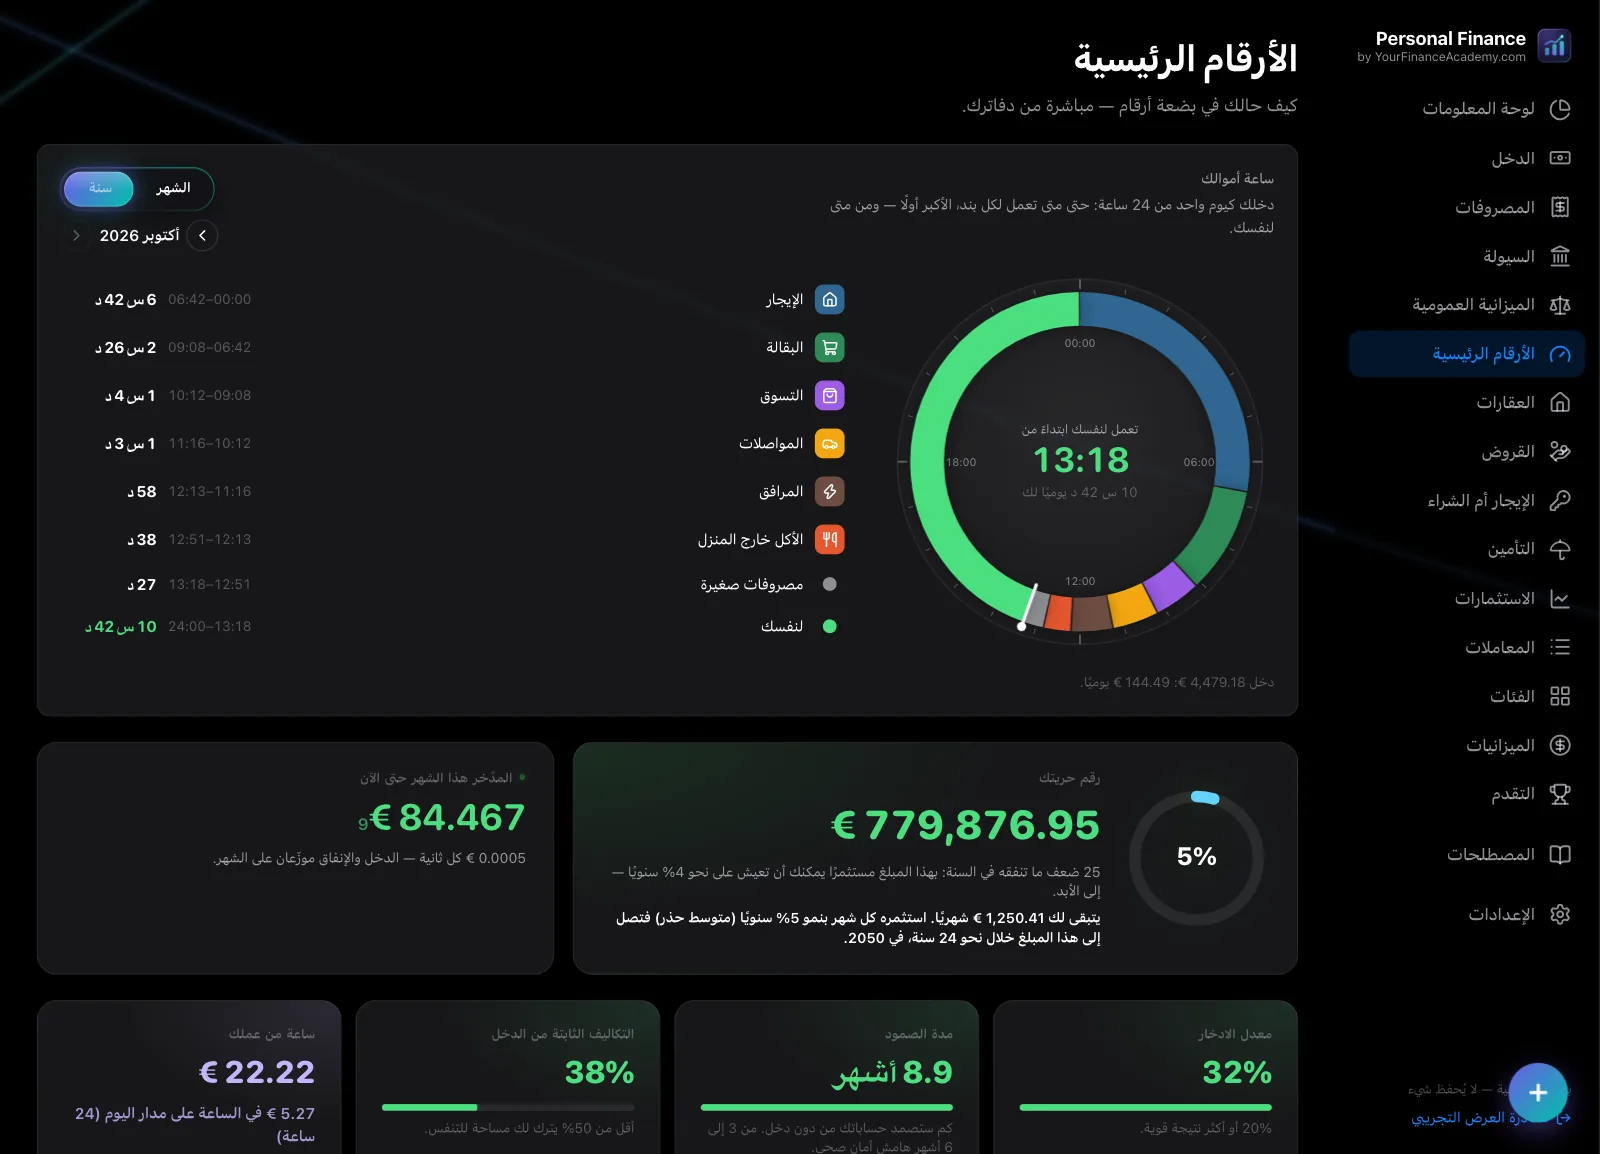 Personal Finance
by YourFinanceAcademy.com
لوحة المعلومات
الدخل
المصروفات
السيولة
الميزانية العمومية
الأرقام الرئيسية
العقارات
القروض
الإيجار أم الشراء
التأمين
الاستثمارات
المعاملات
الفئات
الميزانيات
التقدم
المصطلحات
الإعدادات
ية — لا يُحفظ شيء
رة العرض التجريبي
الأرقام الرئيسية
كيف حالك في بضعة أرقام — مباشرة من دفاترك.
ساعة أموالك
دخلك كيوم واحد من 24 ساعة: حتى متى تعمل لكل بند، الأكبر أولًا — ومن متى
لنفسك.
الشهر
سنة
أكتوبر 2026
00:00
06:00
12:00
18:00
تعمل لنفسك ابتداءً من
13:18
10 س 42 د يوميًا لك
الإيجار 00:00–06:42 6 س 42 د
البقالة 06:42–09:08 2 س 26 د
التسوق 09:08–10:12 1 س 4 د
المواصلات 10:12–11:16 1 س 3 د
المرافق 11:16–12:13 58 د
الأكل خارج المنزل 12:13–12:51 38 د
مصروفات صغيرة 12:51–13:18 27 د
لنفسك 13:18–24:00 10 س 42 د
دخل 4,479.18 €: 144.49 € يوميًا.
5%
رقم حريتك
779,876.95 €
25 ضعف ما تنفقه في السنة: بهذا المبلغ مستثمرًا يمكنك أن تعيش على نحو 4% سنويًا —
إلى الأبد.
يتبقى لك 1,250.41 € شهريًا. استثمره كل شهر بنمو 5% سنويًا (متوسط حذر) فتصل
إلى هذا المبلغ خلال نحو 24 سنة، في 2050.
المدّخر هذا الشهر حتى الآن
84.467 €9
0.0005 € كل ثانية — الدخل والإنفاق موزّعان على الشهر.
معدل الادخار
32%
20% أو أكثر نتيجة قوية.
مدة الصمود
8.9 أشهر
كم ستصمد حساباتك من دون دخل. من 3 إلى
6 أشهر هامش أمان صحي.
التكاليف الثابتة من الدخل
38%
أقل من 50% يترك لك مساحة للتنفس.
ساعة من عملك
22.22 €
5.27 € في الساعة على مدار اليوم (24
ساعة)